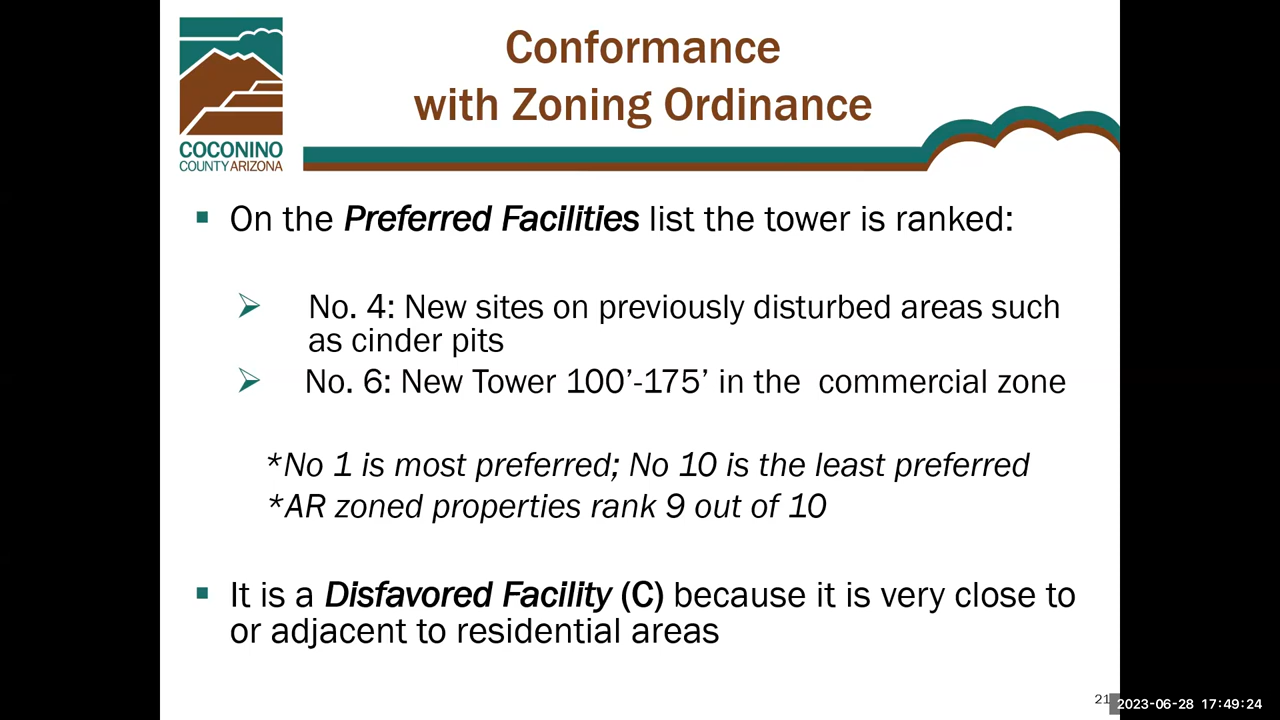 Conformance
with Zoning Ordinance
COCONINO
COUNTY ARIZONA
▪ On the Preferred Facilities list the tower is ranked:
➢ No. 4: New sites on previously disturbed areas such
as cinder pits
➢ No. 6: New Tower 100’-175’ in the commercial zone
*No 1 is most preferred; No 10 is the least preferred
*AR zoned properties rank 9 out of 10
▪ It is a Disfavored Facility (C) because it is very close to
or adjacent to residential areas
21
2023-06-28 17:49:24